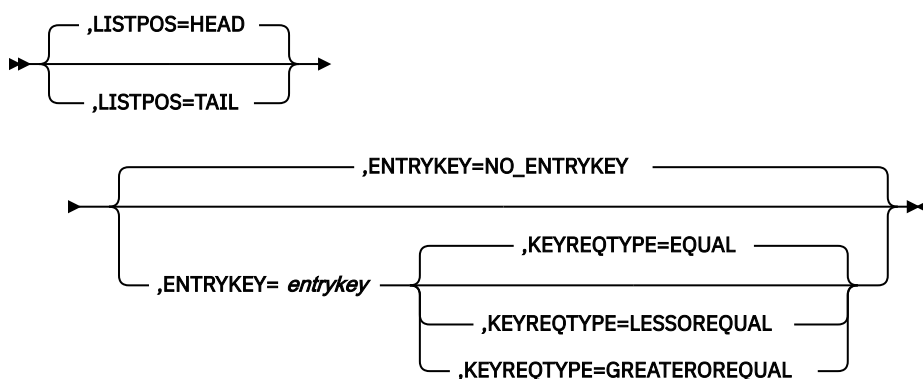 ,LISTPOS=HEAD
,LISTPOS=TAIL
,ENTRYKEY=NO_ENTRYKEY
,KEYREQTYPE=EQUAL
,ENTRYKEY= entrykey
,KEYREQTYPE=LESSOREQUAL
,KEYREQTYPE=GREATEROREQUAL